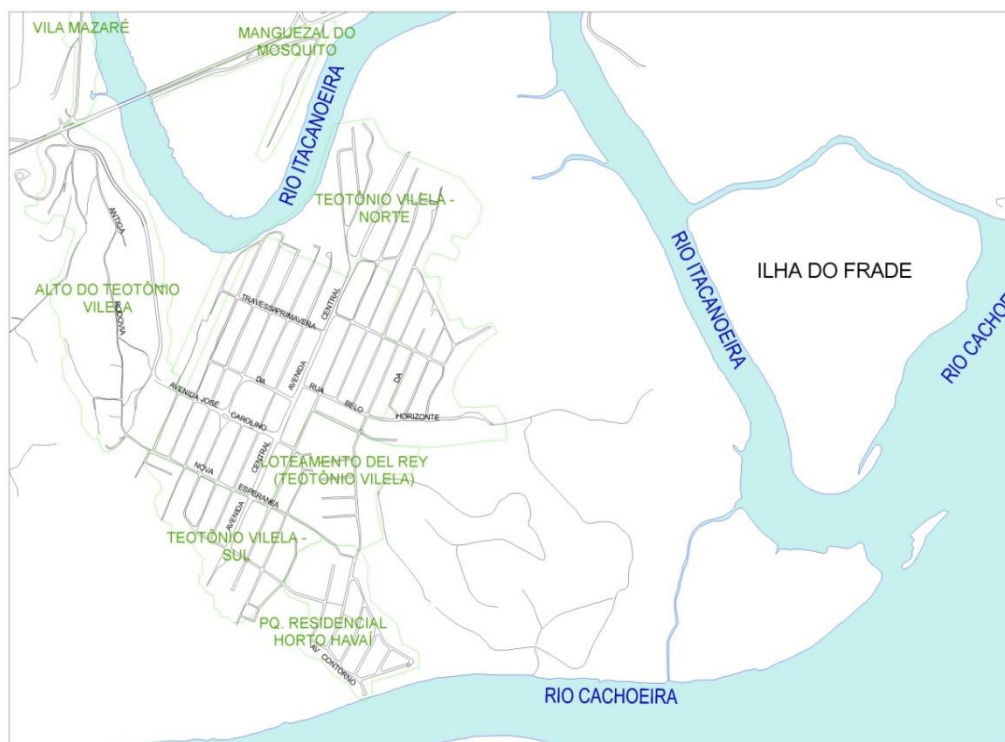 VILA MAZARÉ
MANGUEZAL DO
MOSQUITO
RIO ITACANOEIRA
TEOTÔNIO VILELA -
NORTE
ANTIGA
RODOVIA
ALTO DO TEOTÔNIO
VILELA
RIO ITACANOEIRA
ILHA DO FRADE
RIO CACHOE
TRAVESSA PRIMAVERA
CENTRAL
AVENIDA
DA
RUA
BELO
DA
HORIZONTE
AVENIDA JOSÉ
CAROLINO
CENTRAL
AVENIDA
NOVA
ESPERANÇA
LOTEAMENTO DEL REY
(TEOTÔNIO VILELA)
TEOTÔNIO VILELA -
SUL
PQ. RESIDENCIAL
HORTO HAVAÍ
AV. CONTORNO
RIO CACHOEIRA